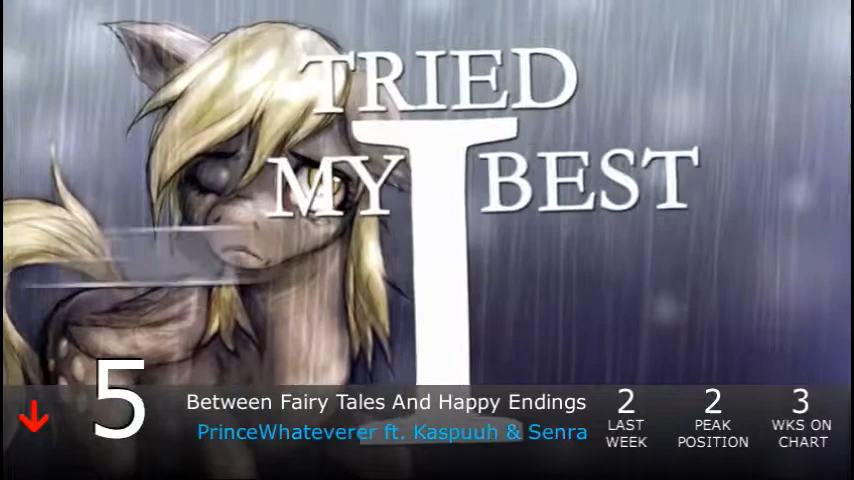 TRIED
I
MY BEST
5
Between Fairy Tales And Happy Endings
PrinceWhateverer ft. Kaspuuh & Senra
2
LAST
WEEK
2
PEAK
POSITION
3
WKS ON
CHART